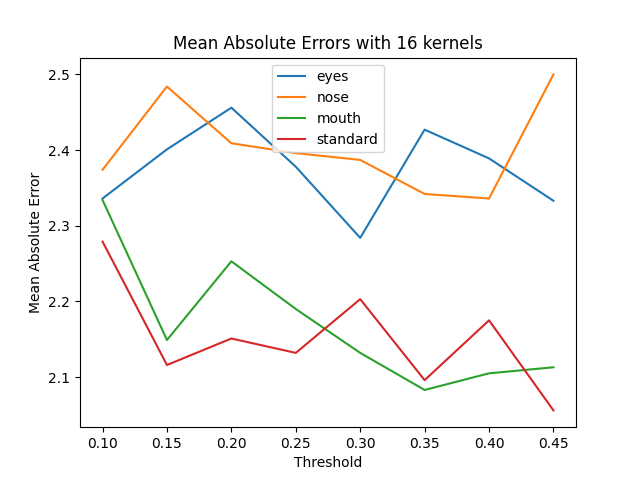 Mean Absolute Errors with 16 kernels
eyes
nose
mouth
standard
Mean Absolute Error
2.5
2.4
2.3
2.2
2.1
0.10 0.15 0.20 0.25 0.30 0.35 0.40 0.45
Threshold